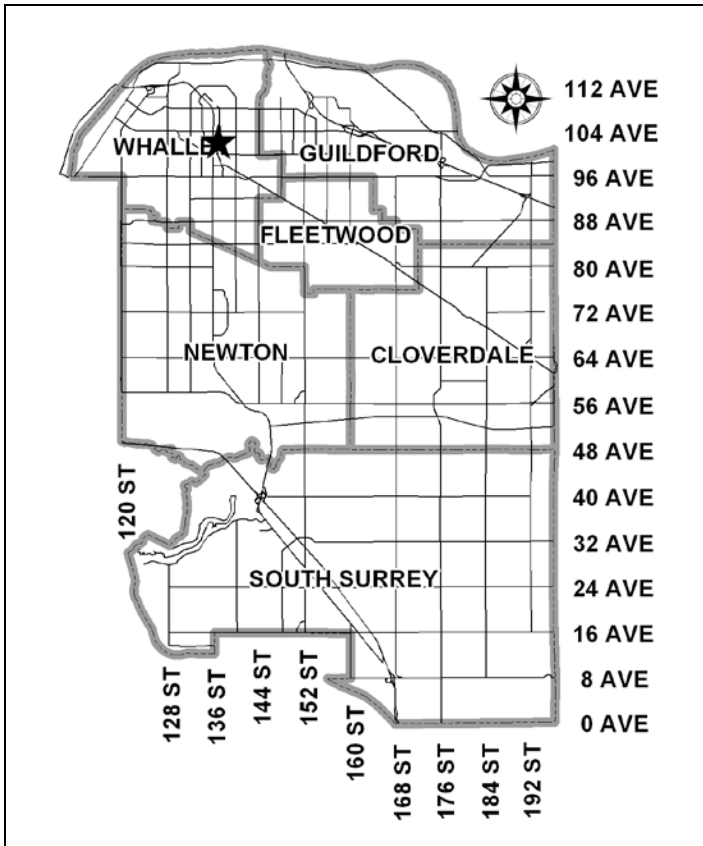 112 AVE
104 AVE
WHALLE
GUILDFORD
96 AVE
88 AVE
FLEETWOOD
80 AVE
72 AVE
NEWTON
CLOVERDALE
64 AVE
56 AVE
48 AVE
120 ST
40 AVE
32 AVE
SOUTH SURREY
24 AVE
16 AVE
128 ST
136 ST
144 ST
152 ST
8 AVE
160 ST
0 AVE
168 ST
176 ST
184 ST
192 ST